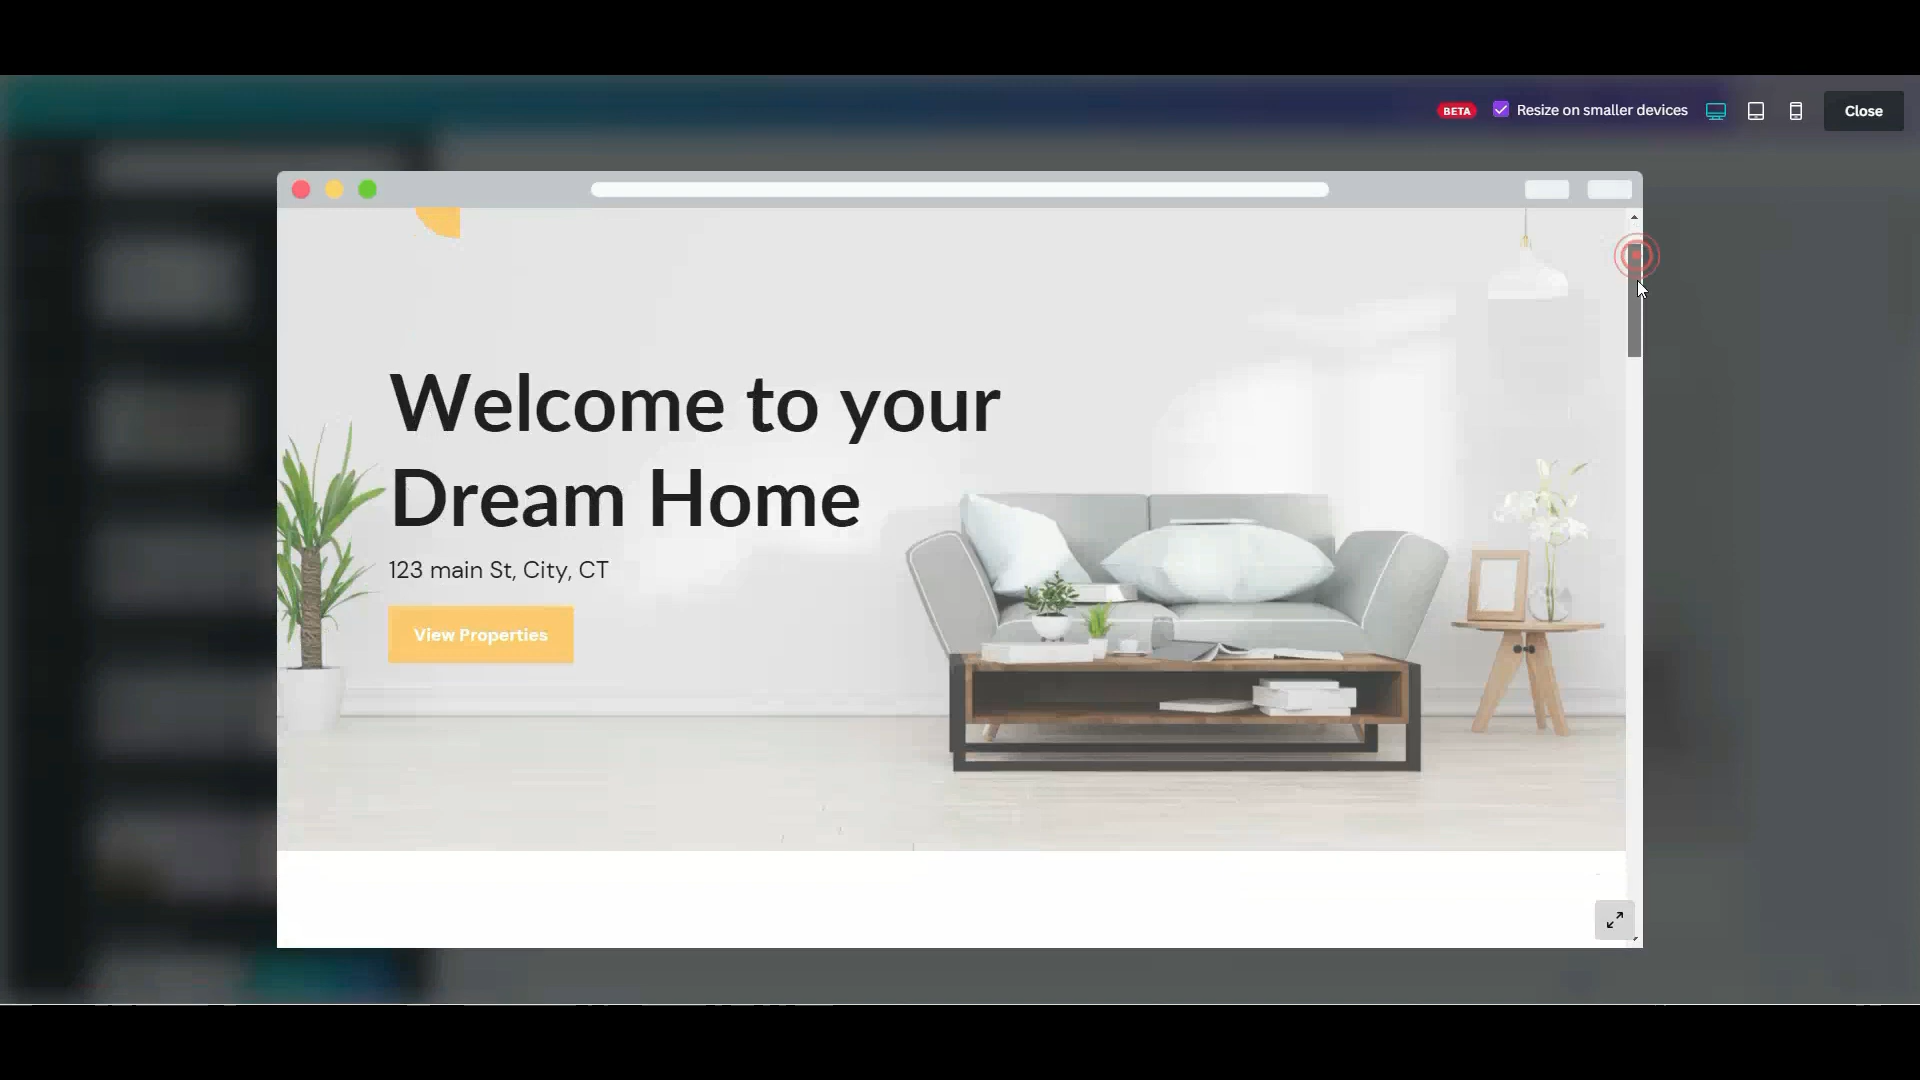 BETA
Resize on smaller devices
Close
Welcome to your
Dream Home
123 main St, City, CT
View Properties